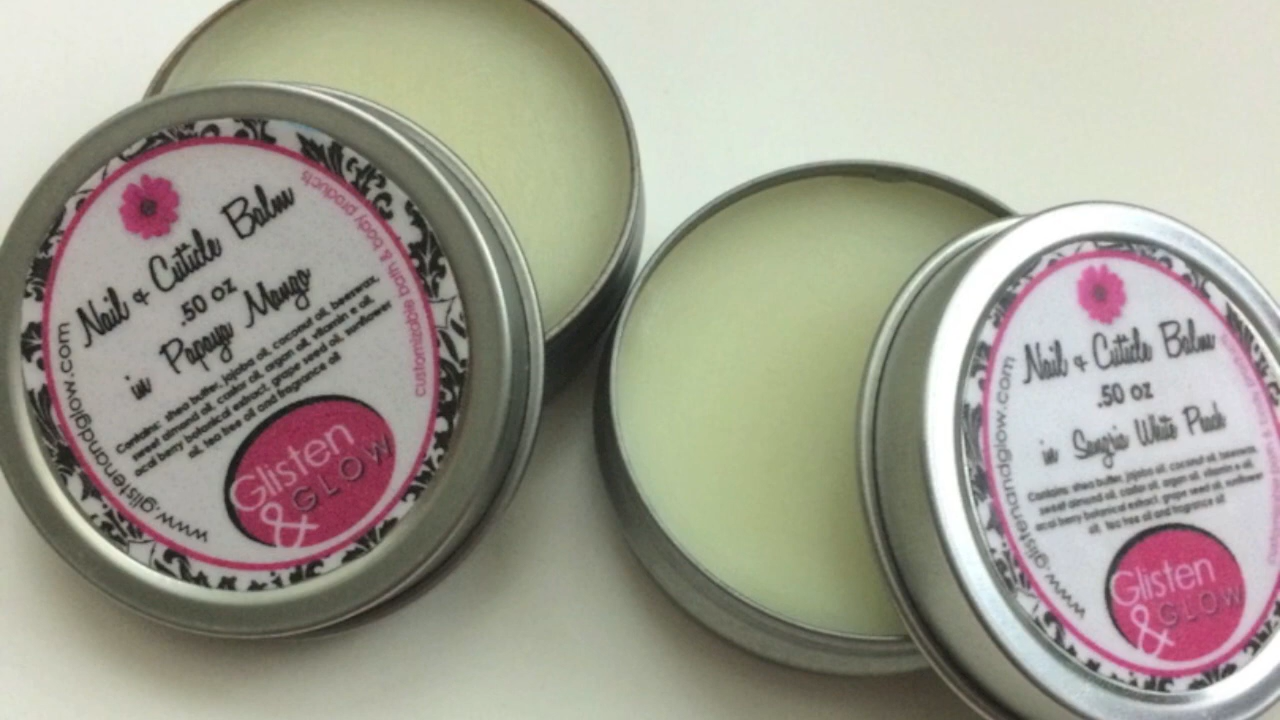 Nail & Cuticle Balm
.50 oz
in Papaya Mango
Contains: shea butter, jojoba oil, coconut oil, beeswax,
sweet almond oil, castor oil, argan oil, vitamin e oil,
acai berry botanical extract, grape seed oil, sunflower
oil, tea tree oil and fragrance oil
Glisten
& GLOW
www.glistenandglow.com
customizable bath & body products
Nail & Cuticle Balm
.50 oz
in Sangria White Peach
Contains: shea butter, jojoba oil, coconut oil, beeswax,
sweet almond oil, castor oil, argan oil, vitamin e oil,
acai berry botanical extract, grape seed oil, sunflower
oil, tea tree oil and fragrance oil
Glisten
& GLOW
www.glistenandglow.com